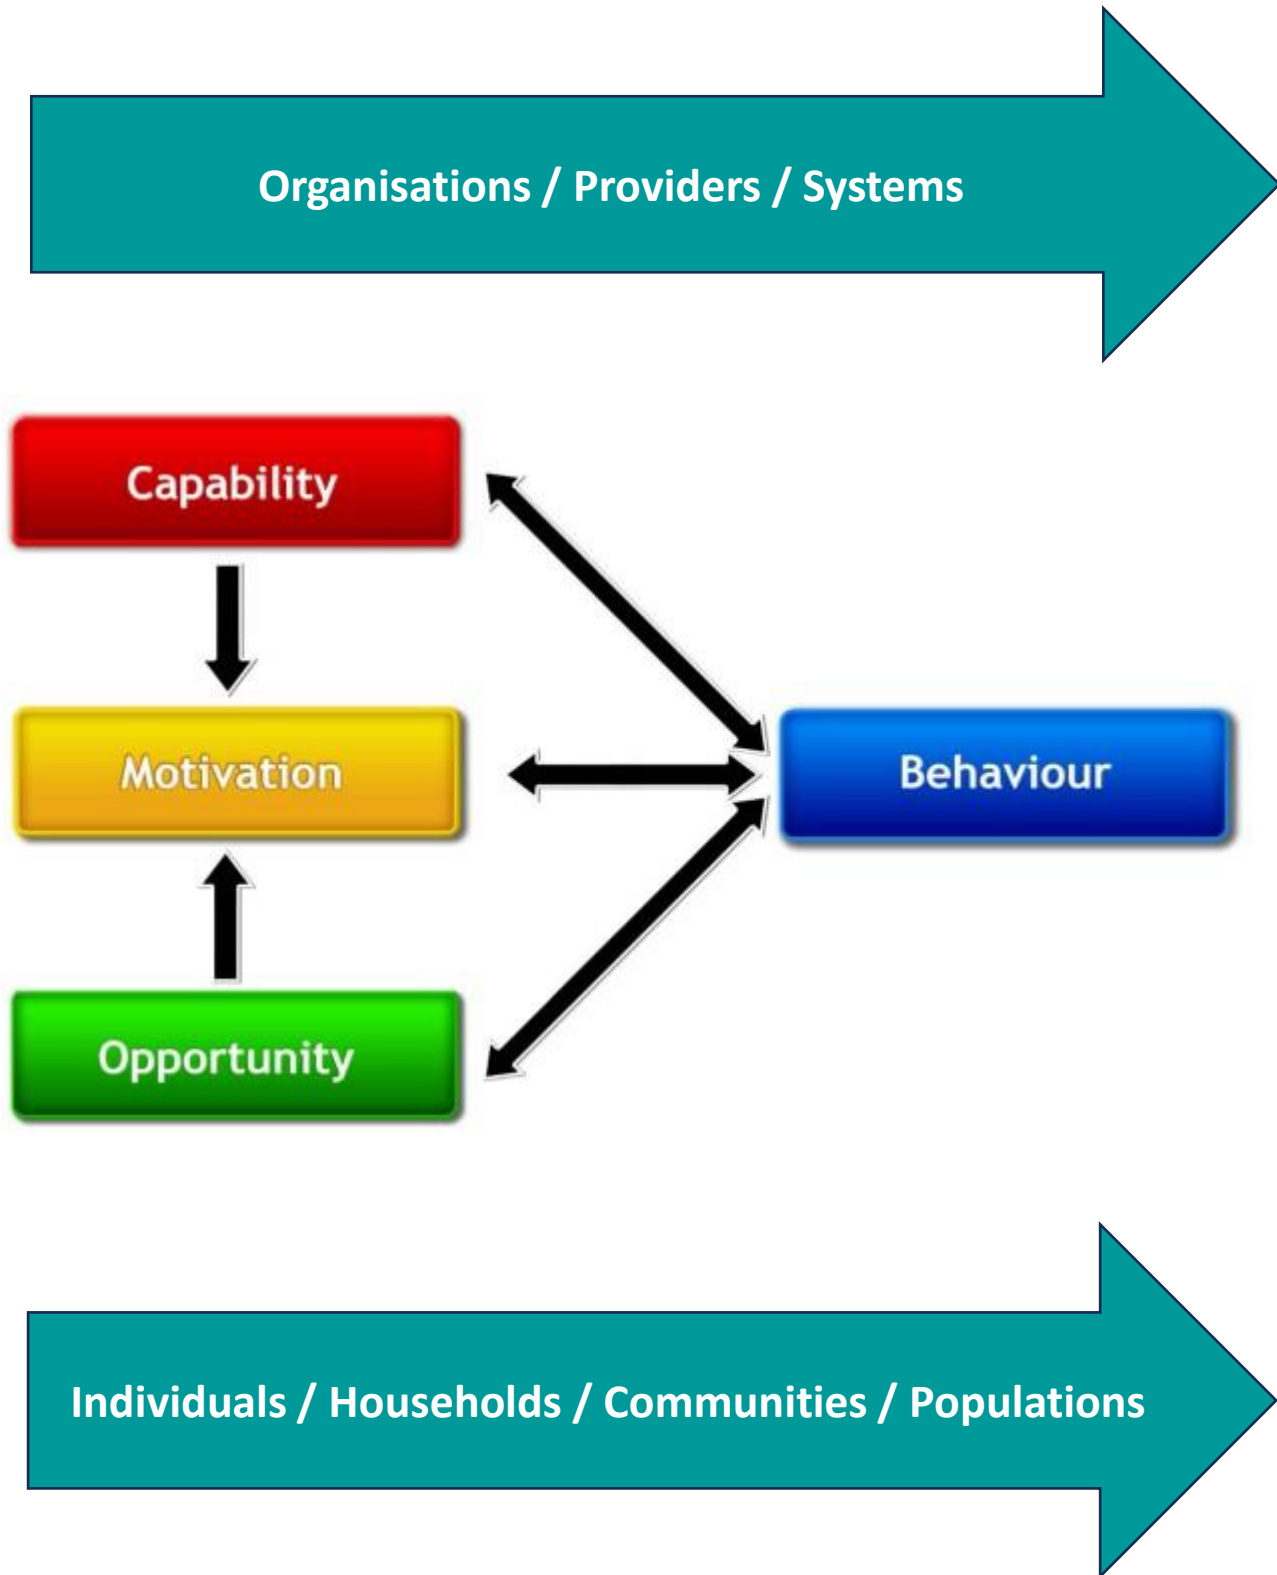 Organisations / Providers / Systems
Capability
Motivation
Behaviour
Opportunity
Individuals / Households / Communities / Populations